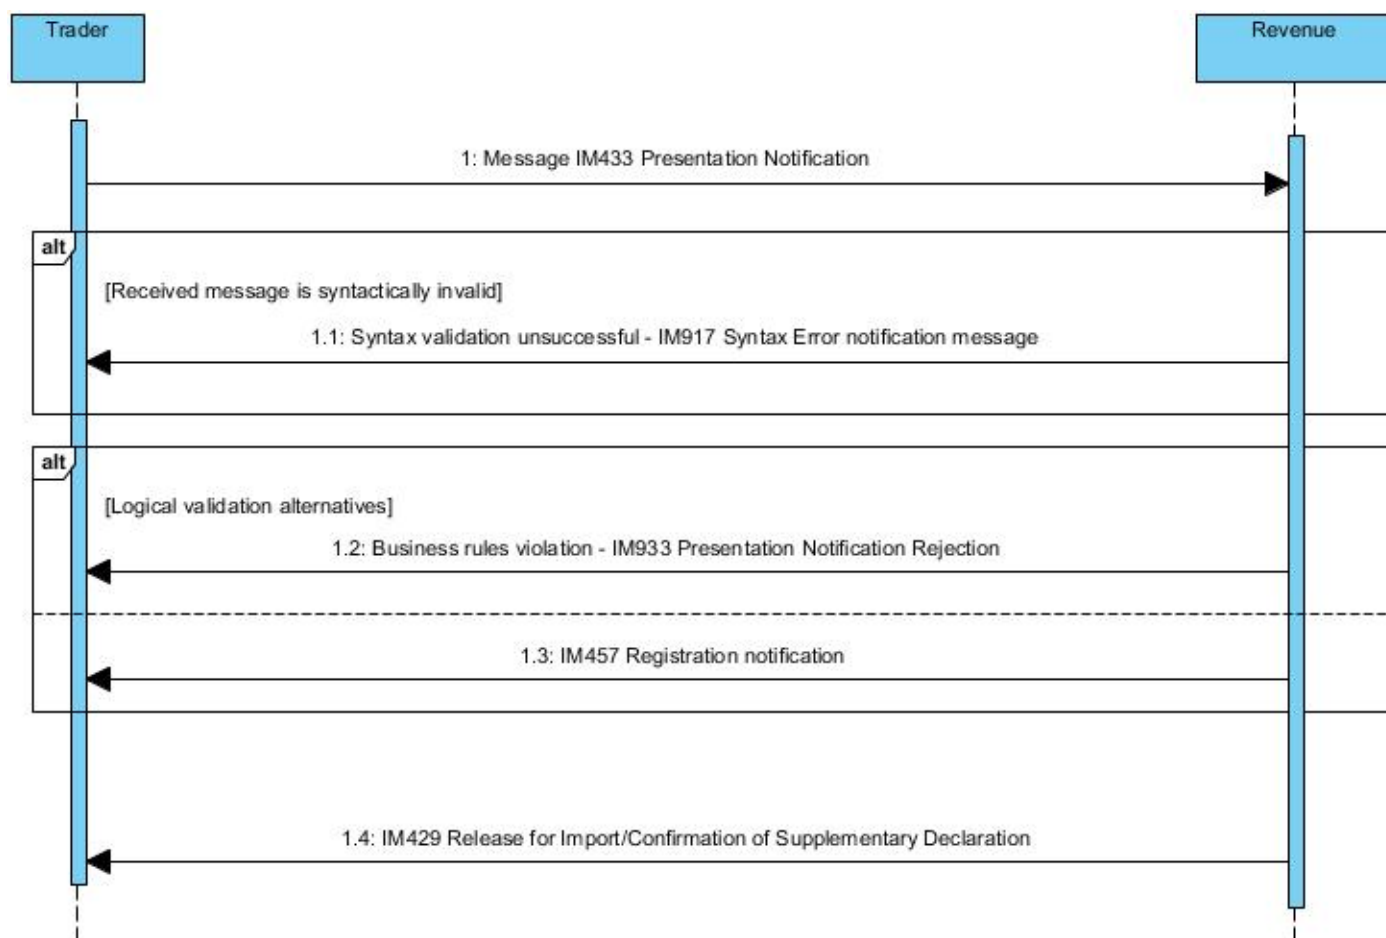 Trader
Revenue
1: Message IM433 Presentation Notification
alt
[Received message is syntactically invalid]
1.1: Syntax validation unsuccessful - IM917 Syntax Error notification message
alt
[Logical validation alternatives]
1.2: Business rules violation - IM933 Presentation Notification Rejection
1.3: IM457 Registration notification
1.4: IM429 Release for Import/Confirmation of Supplementary Declaration